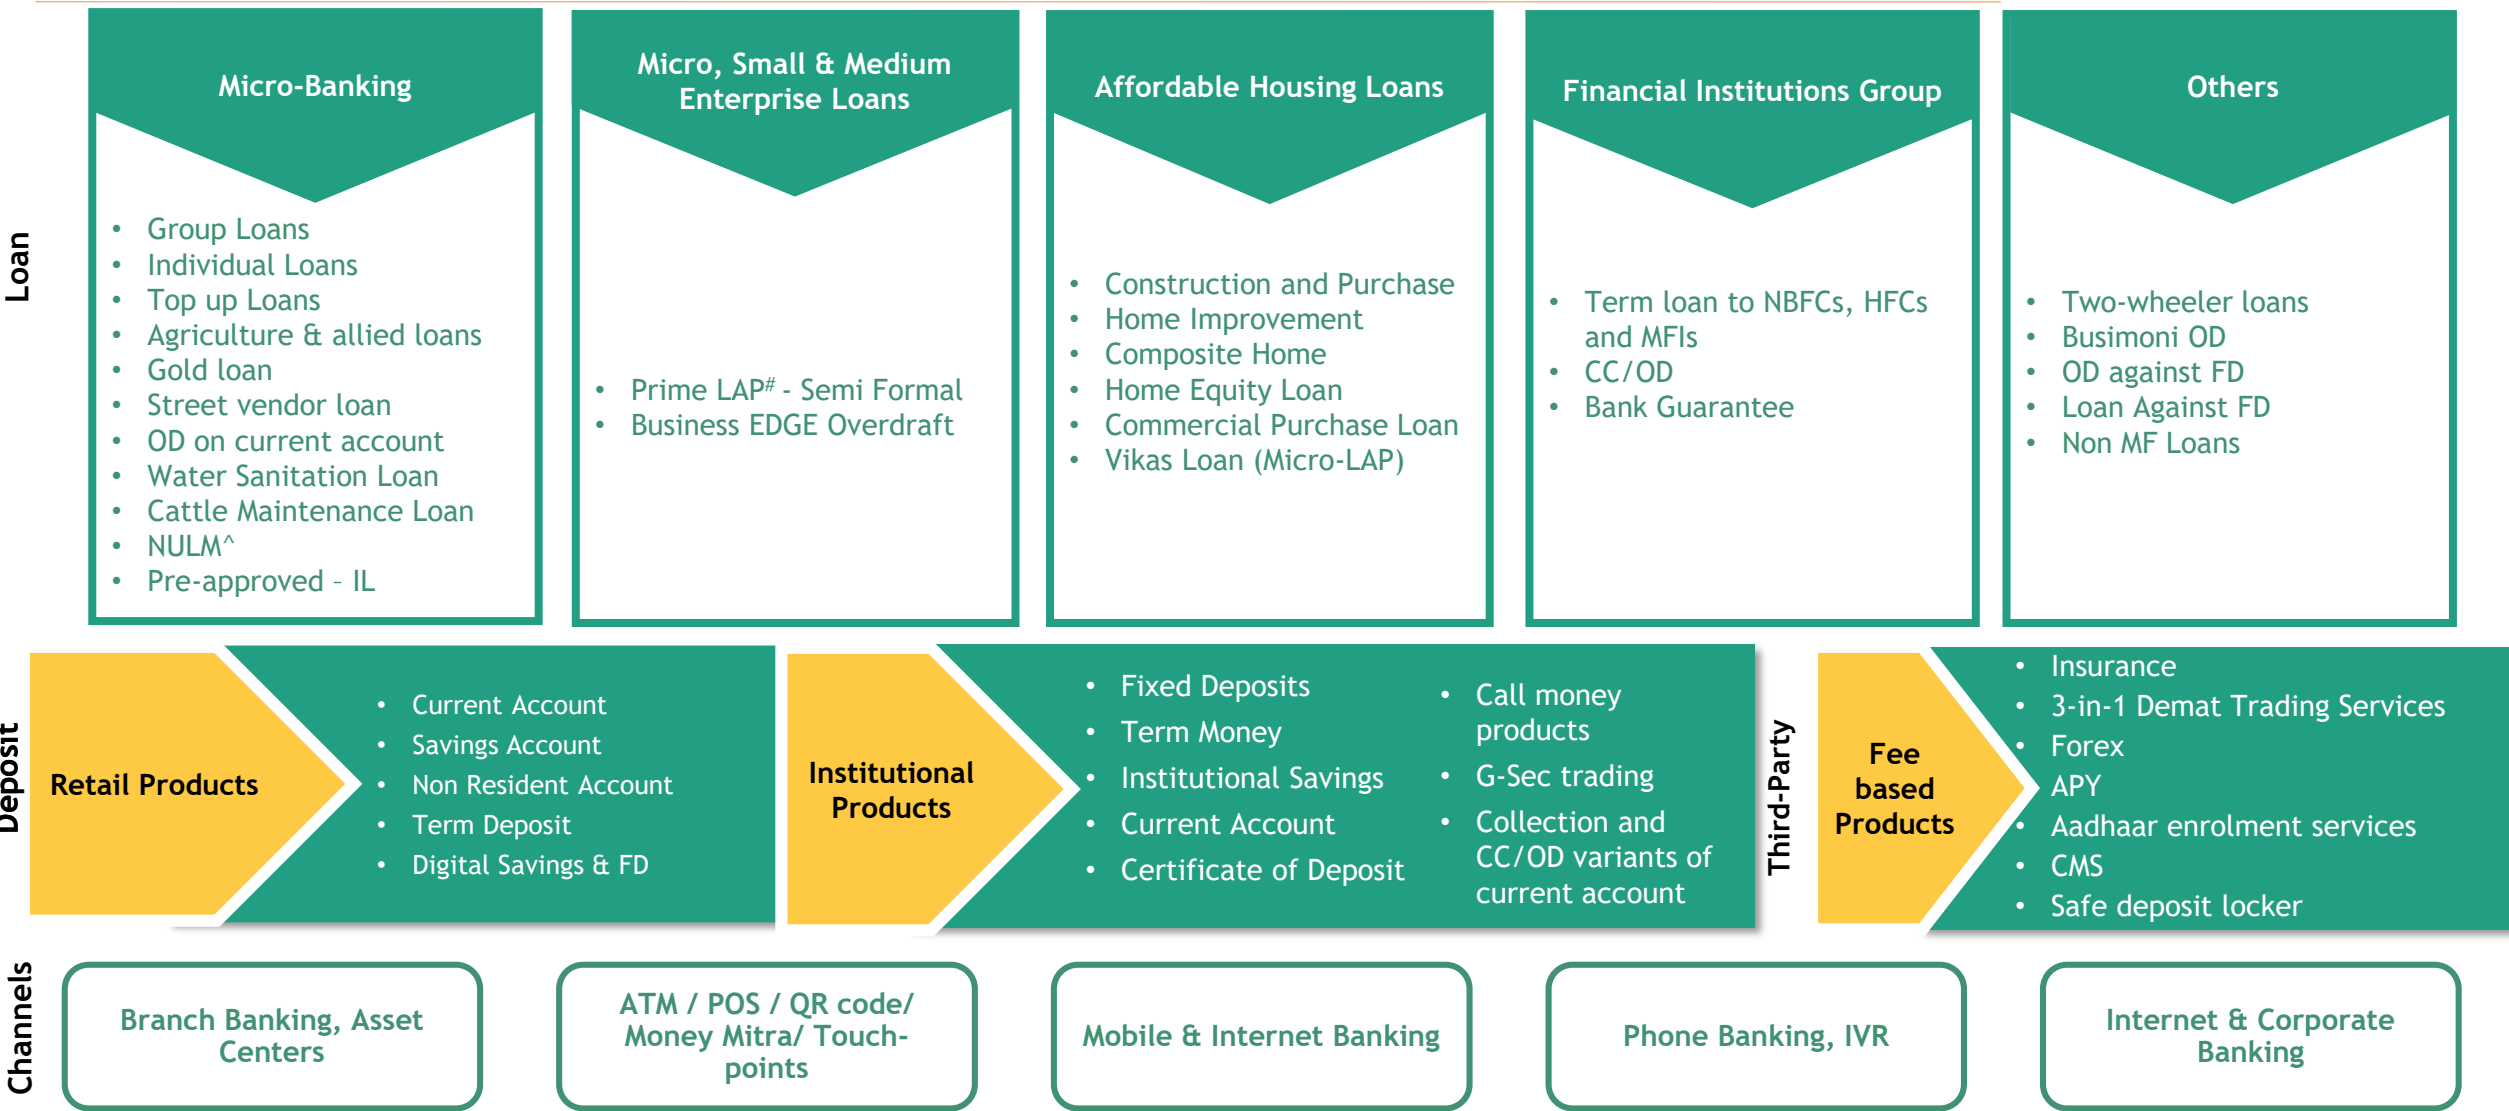 Loan
Micro-Banking
• Group Loans
• Individual Loans
• Top up Loans
• Agriculture & allied loans
• Gold loan
• Street vendor loan
• OD on current account
• Water Sanitation Loan
• Cattle Maintenance Loan
• NULM^
• Pre-approved – IL
Micro, Small & Medium
Enterprise Loans
• Prime LAP# - Semi Formal
• Business EDGE Overdraft
Affordable Housing Loans
• Construction and Purchase
• Home Improvement
• Composite Home
• Home Equity Loan
• Commercial Purchase Loan
• Vikas Loan (Micro-LAP)
Financial Institutions Group
• Term loan to NBFCs, HFCs
and MFIs
• CC/OD
• Bank Guarantee
Others
• Two-wheeler loans
• Busimoni OD
• OD against FD
• Loan Against FD
• Non MF Loans
Deposit
Retail Products
• Current Account
• Savings Account
• Non Resident Account
• Term Deposit
• Digital Savings & FD
Institutional
Products
• Fixed Deposits
• Term Money
• Institutional Savings
• Current Account
• Certificate of Deposit
• Call money
products
• G-Sec trading
• Collection and
CC/OD variants of
current account
Third-Party
Fee
based
Products
• Insurance
• 3-in-1 Demat Trading Services
• Forex
• APY
• Aadhaar enrolment services
• CMS
• Safe deposit locker
Channels
Branch Banking, Asset
Centers
ATM / POS / QR code/
Money Mitra/ Touch-
points
Mobile & Internet Banking
Phone Banking, IVR
Internet & Corporate
Banking